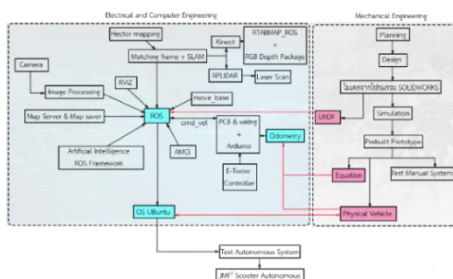 Electrical and Computer Engineering
Mechanical Engineering
Hector mapping
Kinect
RTABMAP_ROS
+
RGB Depth Package
Planning
Matching frame + SLAM
Design
Camera
RPLIDAR
Laser Scan
Image Processing
RVIZ
SOLIDWORKS
move_base
Map Server & Map saver
ROS
URDF
Simulation
cmd_vel
PCB & wiring
+
Arduino
Odometry
Prebuilt Prototype
Artificial Intelligence
ROS Framework
AMCl
E-Twow
Controller
Equation
Test Manual System
OS UBuntu
Physical Vehicle
Test Autonomous System
Scooter Autonomous